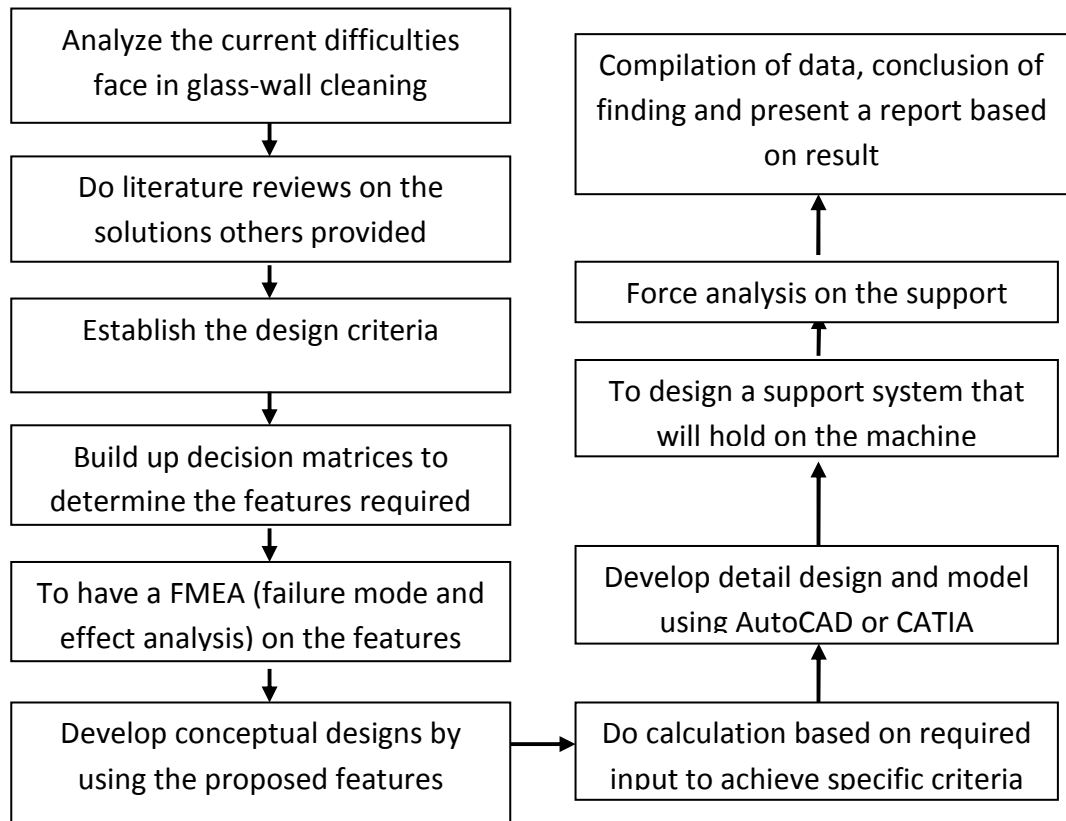 Analyze the current difficulties
face in glass-wall cleaning
Do literature reviews on the
solutions others provided
Establish the design criteria
Build up decision matrices to
determine the features required
To have a FMEA (failure mode and
effect analysis) on the features
Develop conceptual designs by
using the proposed features
Do calculation based on required
input to achieve specific criteria
Develop detail design and model
using AutoCAD or CATIA
To design a support system that
will hold on the machine
Force analysis on the support
Compilation of data, conclusion of
finding and present a report based
on result